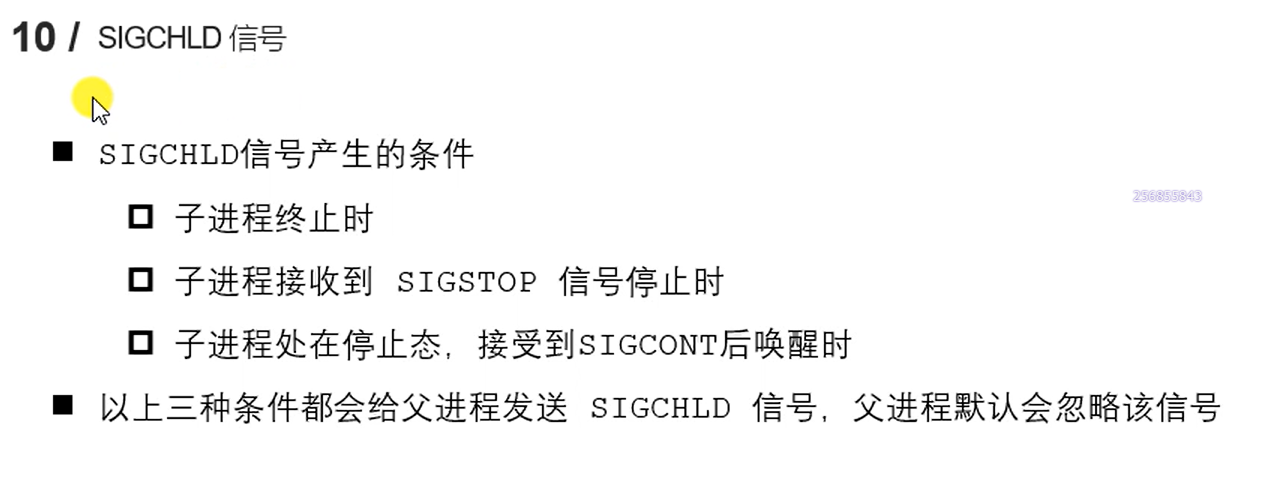 10 / SIGCHLD 信号
SIGCHLD信号产生的条件
256855843
子进程终止时
子进程接收到 SIGSTOP 信号停止时
子进程处在停止态，接受到SIGCONT后唤醒时
以上三种条件都会给父进程发送 SIGCHLD 信号，父进程默认会忽略该信号